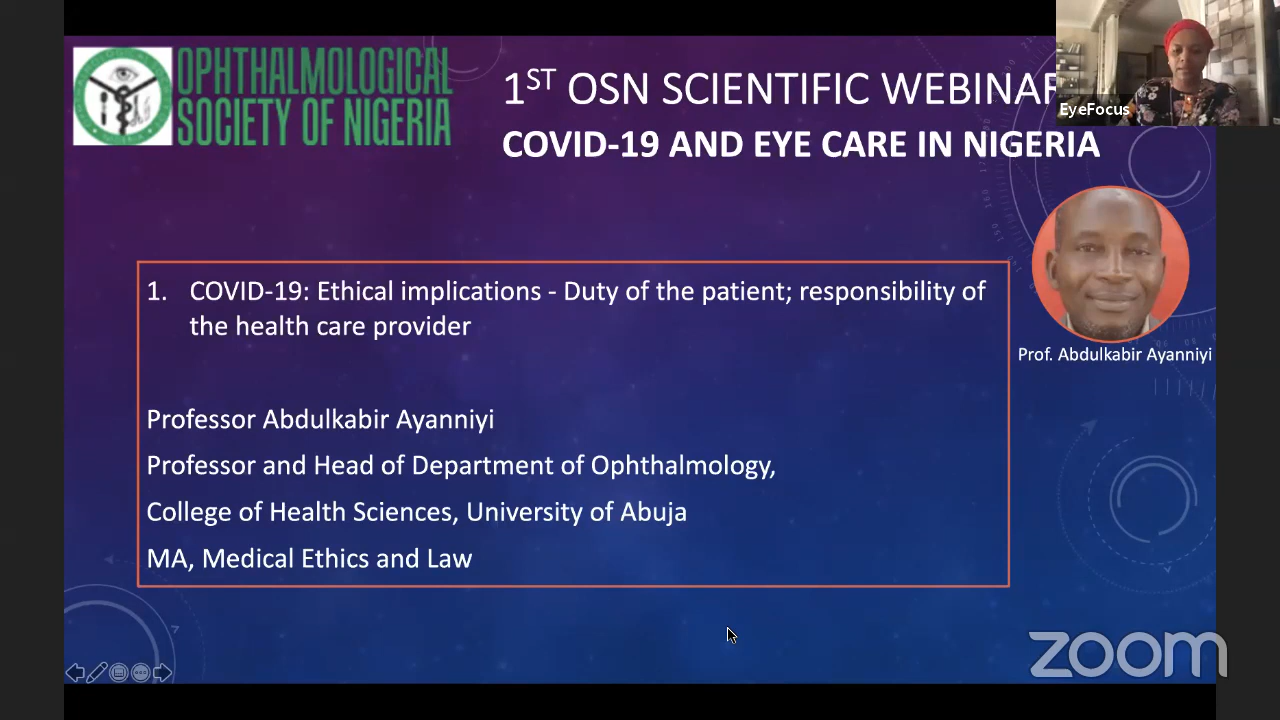 OPHTHALMOLOGICAL
SOCIETY OF NIGERIA
1ST OSN SCIENTIFIC WEBINAR
COVID-19 AND EYE CARE IN NIGERIA
EyeFocus
1. COVID-19: Ethical implications - Duty of the patient; responsibility of
the health care provider
Prof. Abdulkabir Ayanniyi
Professor Abdulkabir Ayanniyi
Professor and Head of Department of Ophthalmology,
College of Health Sciences, University of Abuja
MA, Medical Ethics and Law
zoom